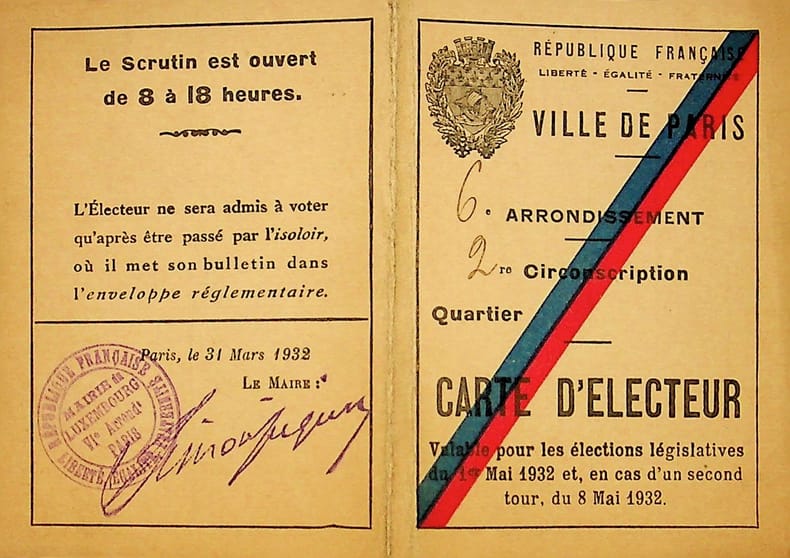 Le Scrutin est ouvert
de 8 à 18 heures.
L'Électeur ne sera admis à voter
qu'après être passé par l'isoloir,
où il met son bulletin dans
l'enveloppe réglementaire.
Paris, le 31 Mars 1932
LE MAIRE :
RÉPUBLIQUE FRANÇAISE
LIBERTÉ ÉGALITÉ FRATERNITÉ
MAIRIE du
LUXEMBOURG
VIe Arrondt
PARIS
RÉPUBLIQUE FRANÇAISE
LIBERTÉ - ÉGALITÉ - FRATERNITÉ
VILLE DE PARIS
6e ARRONDISSEMENT
2re Circonscription
Quartier
CARTE D'ELECTEUR
Valable pour les élections législatives
du 1er Mai 1932 et, en cas d'un second
tour, du 8 Mai 1932.